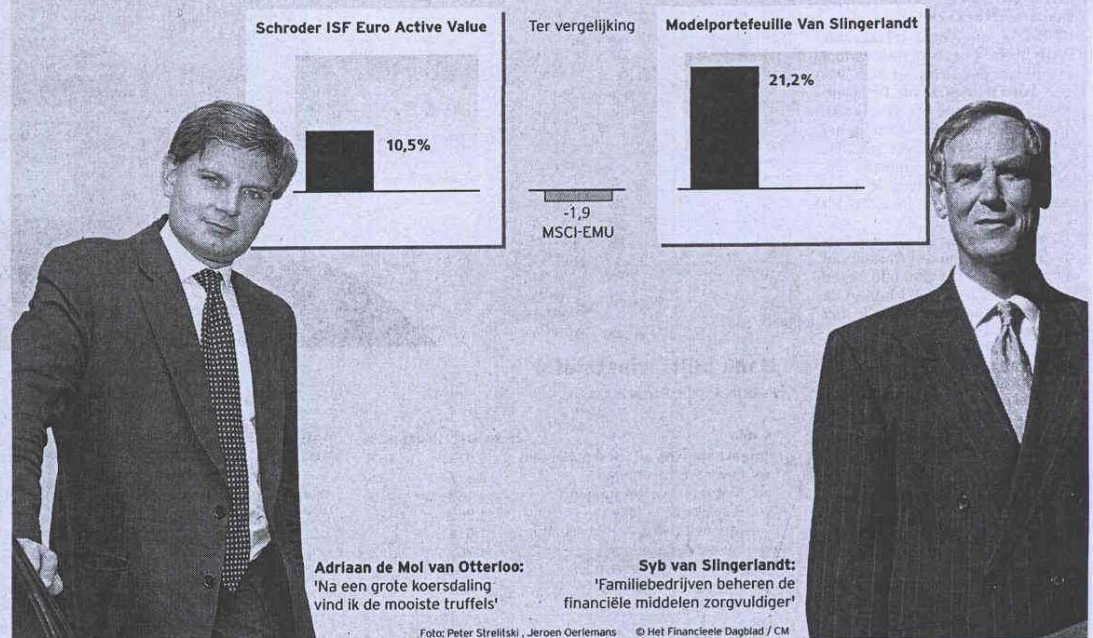 Schroder ISF Euro Active Value
10,5%
Ter vergelijking
-1,9
MSCI-EMU
Modelportefeuille Van Slingerlandt
21,2%
Adriaan de Mol van Otterloo:
'Na een grote koersdaling
vind ik de mooiste truffels'
Syb van Slingerlandt:
'Familiebedrijven beheren de
financiële middelen zorgvuldiger'
Foto: Peter Strelitski , Jeroen Oerlemans © Het Financieele Dagblad / CM